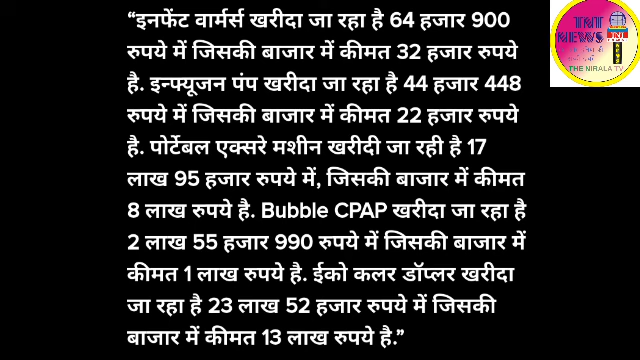 “इनफेंट वार्मर्स खरीदा जा रहा है 64 हजार 900
रुपये में जिसकी बाजार में कीमत 32 हजार रुपये
है. इन्फ्यूजन पंप खरीदा जा रहा है 44 हजार 448
रुपये में जिसकी बाजार में कीमत 22 हजार रुपये
है. पोर्टेबल एक्सरे मशीन खरीदी जा रही है 17
लाख 95 हजार रुपये में, जिसकी बाजार में कीमत
8 लाख रुपये है. Bubble CPAP खरीदा जा रहा है
2 लाख 55 हजार 990 रुपये में जिसकी बाजार में
कीमत 1 लाख रुपये है. ईको कलर डॉप्लर खरीदा
जा रहा है 23 लाख 52 हजार रुपये में जिसकी
बाजार में कीमत 13 लाख रुपये है.”
TNT
NEWS
THE NIRALA TV